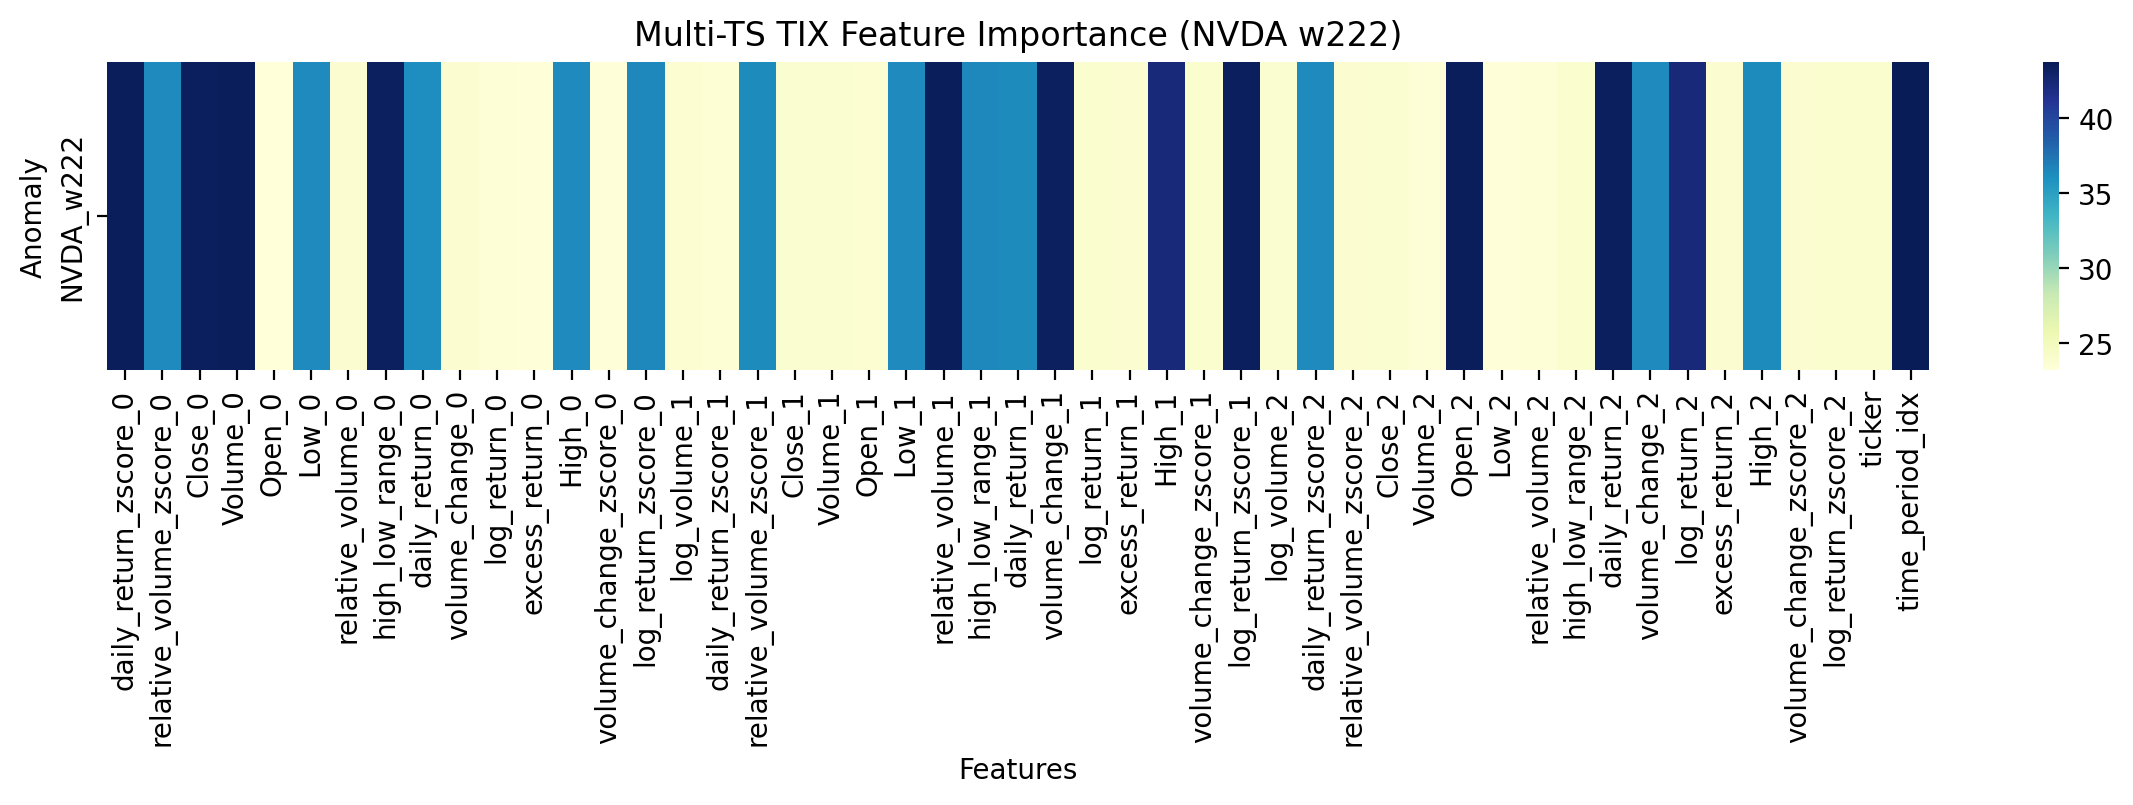 Multi-TS TIX Feature Importance (NVDA w222)
Anomaly
NVDA_w222
40
35
30
25
daily_return_zscore_0
relative_volume_zscore_0
Close_0
Volume_0
Open_0
Low_0
relative_volume_0
high_low_range_0
daily_return_0
volume_change_0
log_return_0
excess_return_0
High_0
volume_change_zscore_0
log_return_zscore_0
log_volume_1
daily_return_zscore_1
relative_volume_zscore_1
Close_1
Volume_1
Open_1
Low_1
relative_volume_1
high_low_range_1
daily_return_1
volume_change_1
log_return_1
excess_return_1
High_1
volume_change_zscore_1
log_return_zscore_1
log_volume_2
daily_return_zscore_2
relative_volume_zscore_2
Close_2
Volume_2
Open_2
Low_2
relative_volume_2
high_low_range_2
daily_return_2
volume_change_2
log_return_2
excess_return_2
High_2
volume_change_zscore_2
log_return_zscore_2
ticker
time_period_idx
Features